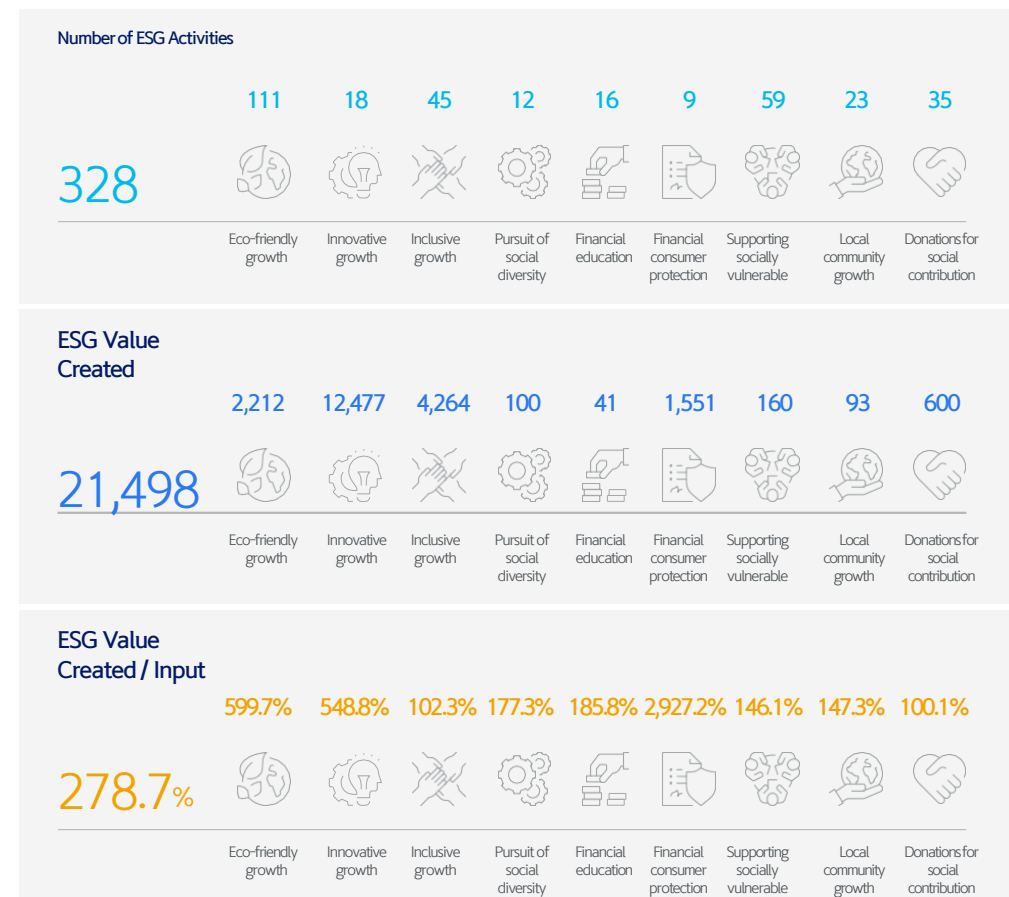 Number of ESG Activities
111 18 45 12 16 9 59 23 35
328
Eco-friendly Innovative Inclusive Pursuit of Financial Financial Supporting Local Donations for
growth growth growth social education consumer socially community social
diversity protection vulnerable growth contribution
ESG Value
Created
2,212 12,477 4,264 100 41 1,551 160 93 600
21,498
Eco-friendly Innovative Inclusive Pursuit of Financial Financial Supporting Local Donations for
growth growth growth social education consumer socially community social
diversity protection vulnerable growth contribution
ESG Value
Created / Input
599.7% 548.8% 102.3% 177.3% 185.8% 2,927.2% 146.1% 147.3% 100.1%
278.7%
Eco-friendly Innovative Inclusive Pursuit of Financial Financial Supporting Local Donations for
growth growth growth social education consumer socially community social
diversity protection vulnerable growth contribution